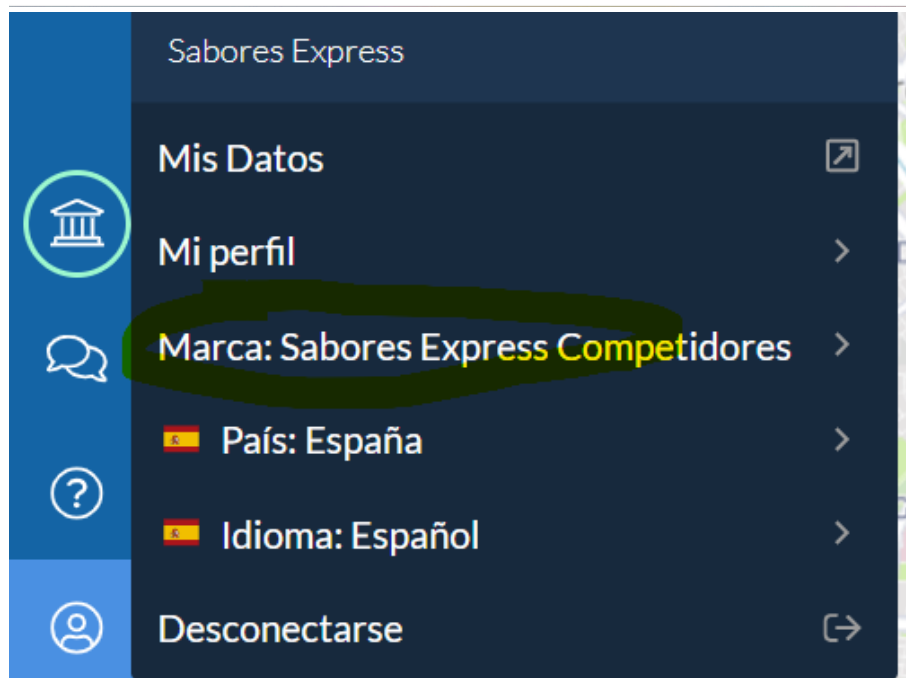 Sabores Express
Mis Datos
Mi perfil
Marca: Sabores Express Competidores
País: España
Idioma: Español
Desconectarse